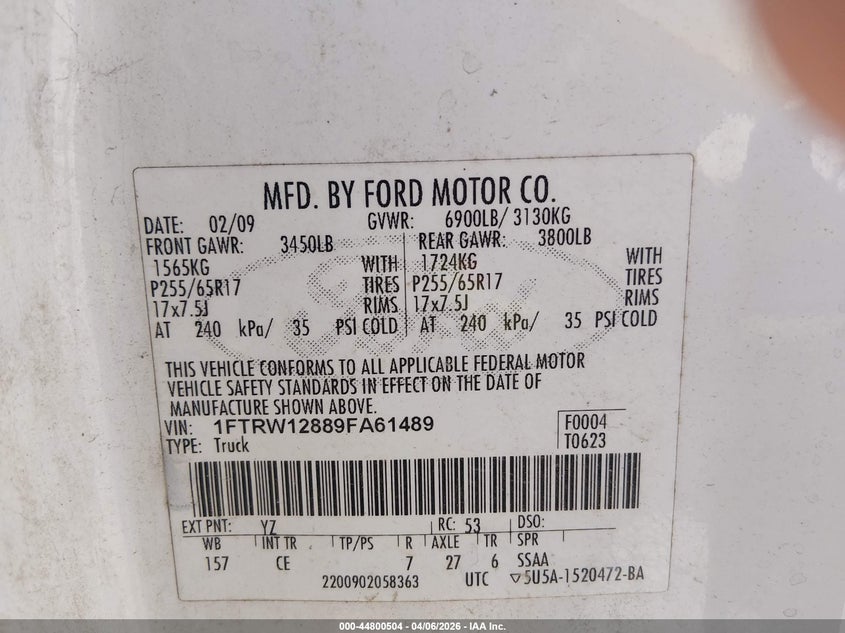 MFD. BY FORD MOTOR CO.
DATE: 02/09 GVWR: 6900LB/ 3130KG
FRONT GAWR: 3450LB REAR GAWR: 3800LB
1565KG WITH 1724KG WITH
P255/65R17 TIRES P255/65R17 TIRES
17x7.5J RIMS 17x7.5J RIMS
AT 240 kPa/ 35 PSI COLD AT 240 kPa/ 35 PSI COLD
THIS VEHICLE CONFORMS TO ALL APPLICABLE FEDERAL MOTOR
VEHICLE SAFETY STANDARDS IN EFFECT ON THE DATE OF
MANUFACTURE SHOWN ABOVE.
VIN: 1FTRW12889FA61489 F0004
TYPE: Truck T0623
EXT PNT: YZ RC: 53 DSO:
WB INT TR TP/PS R AXLE TR SPR
157 CE 7 27 6 SSAA
2200902058363 UTC ▽5U5A-1520472-BA
000-44800504 - 04/06/2026 - IAA Inc.